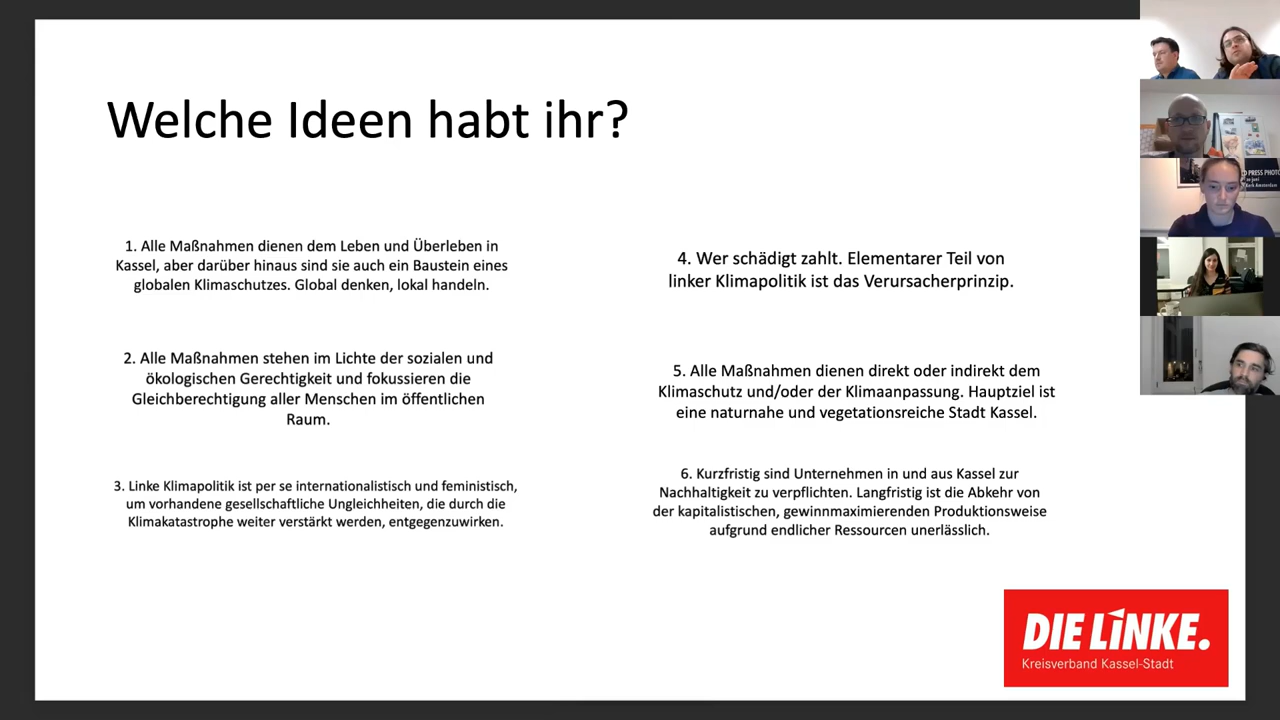 Welche Ideen habt ihr?
1. Alle Maßnahmen dienen dem Leben und Überleben in
Kassel, aber darüber hinaus sind sie auch ein Baustein eines
globalen Klimaschutzes. Global denken, lokal handeln.
2. Alle Maßnahmen stehen im Lichte der sozialen und
ökologischen Gerechtigkeit und fokussieren die
Gleichberechtigung aller Menschen im öffentlichen
Raum.
3. Linke Klimapolitik ist per se internationalistisch und feministisch,
um vorhandene gesellschaftliche Ungleichheiten, die durch die
Klimakatastrophe weiter verstärkt werden, entgegenzuwirken.
4. Wer schädigt zahlt. Elementarer Teil von
linker Klimapolitik ist das Verursacherprinzip.
5. Alle Maßnahmen dienen direkt oder indirekt dem
Klimaschutz und/oder der Klimaanpassung. Hauptziel ist
eine naturnahe und vegetationsreiche Stadt Kassel.
6. Kurzfristig sind Unternehmen in und aus Kassel zur
Nachhaltigkeit zu verpflichten. Langfristig ist die Abkehr von
der kapitalistischen, gewinnmaximierenden Produktionsweise
aufgrund endlicher Ressourcen unerlässlich.
DIE LINKE.
Kreisverband Kassel-Stadt
PRESS PHOTO
Kerk Amsterdam